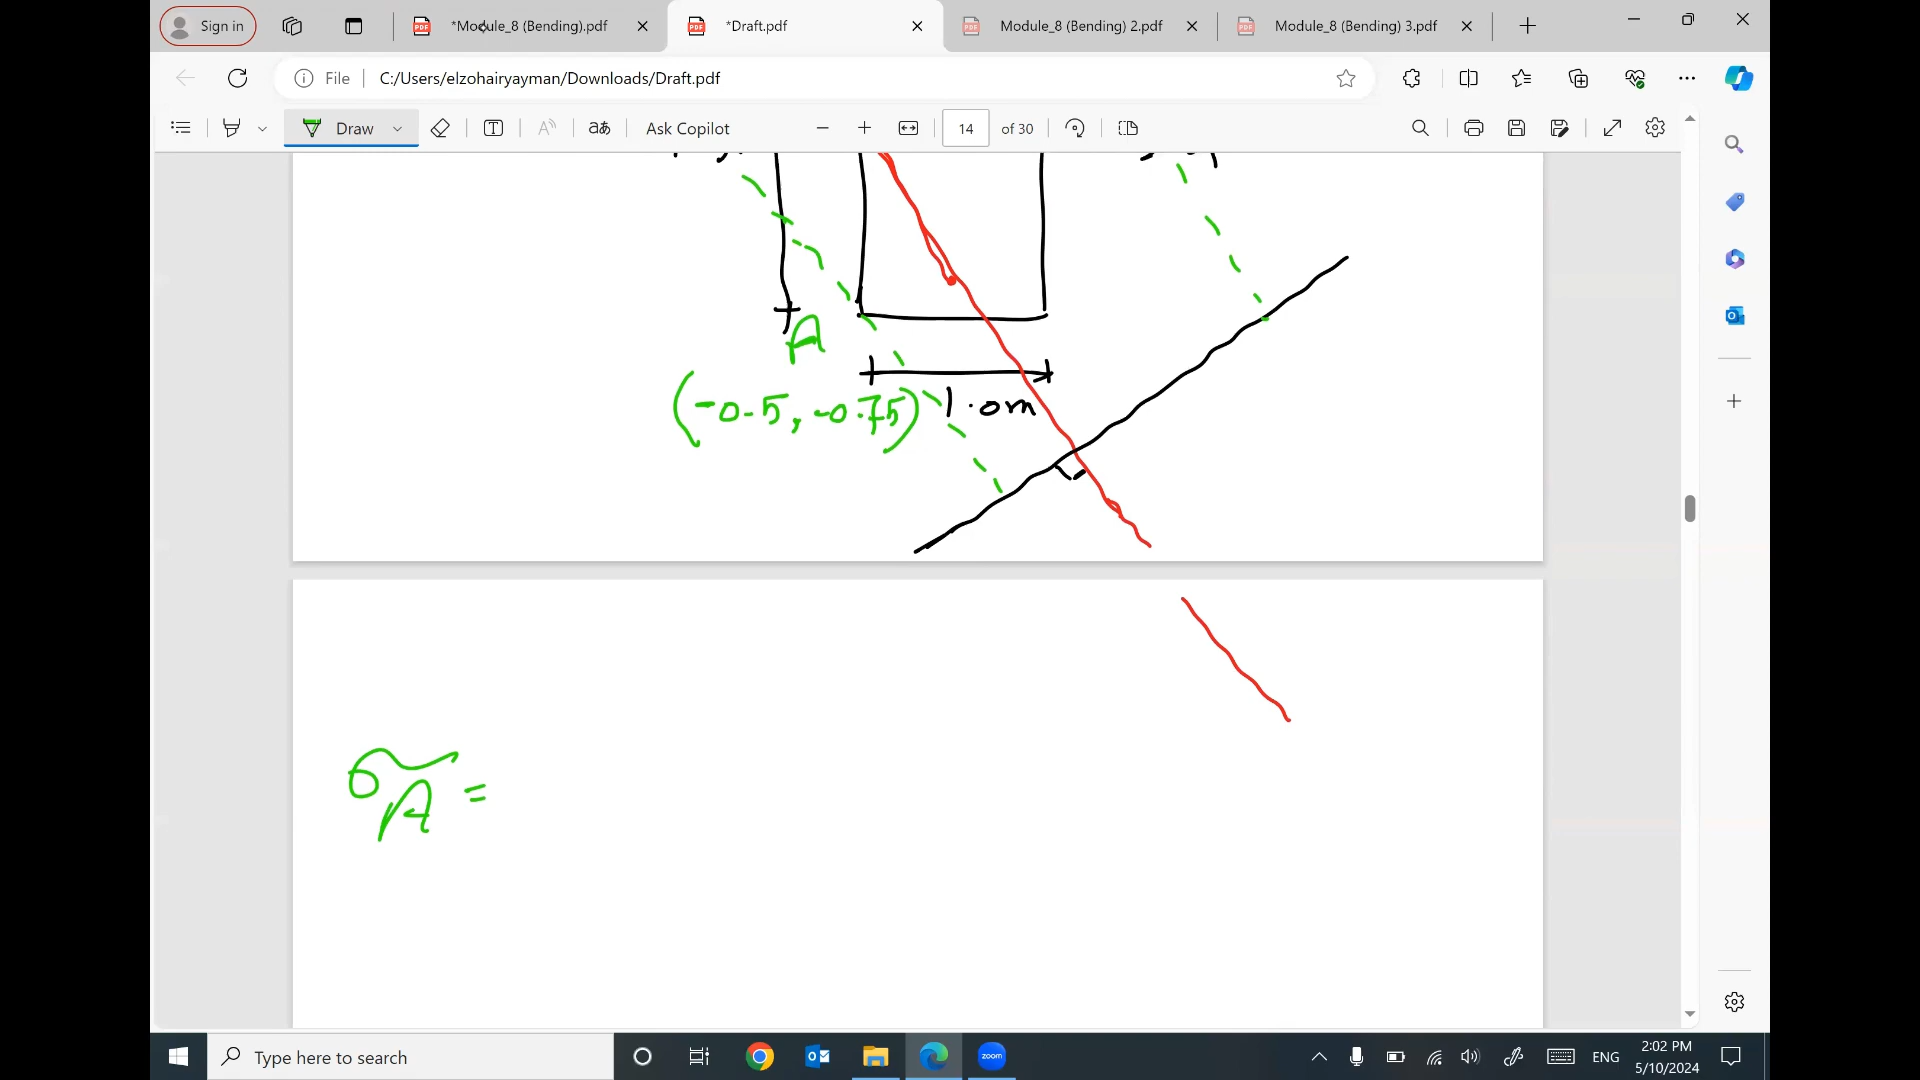 Sign in
*Module_8 (Bending).pdf
*Draft.pdf
Module_8 (Bending) 2.pdf
Module_8 (Bending) 3.pdf
File
C:/Users/elzohairyayman/Downloads/Draft.pdf
Draw
Ask Copilot
14
of 30
A
(-0.5, -0.75)
1.0m
σA =
Type here to search
zoom
ENG
2:02 PM
5/10/2024